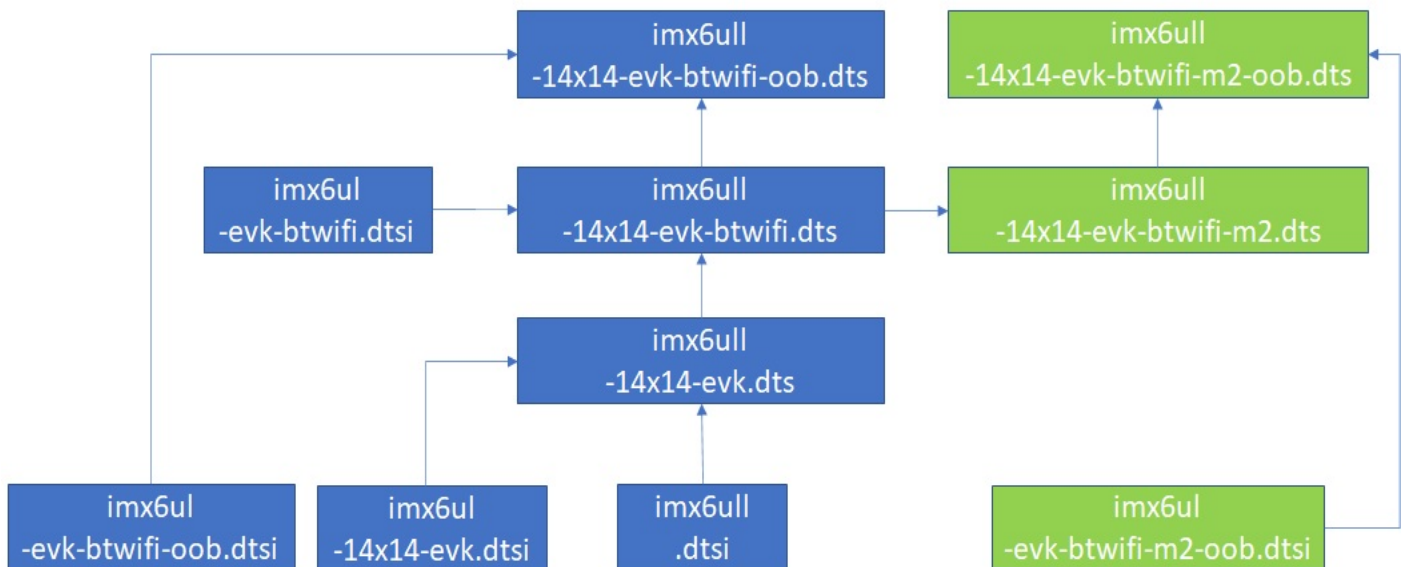 imx6ull
-14x14-evk-btwifi-oob.dts
imx6ull
-14x14-evk-btwifi-m2-oob.dts
imx6ul
-evk-btwifi.dtsi
imx6ull
-14x14-evk-btwifi.dts
imx6ull
-14x14-evk-btwifi-m2.dts
imx6ull
-14x14-evk.dts
imx6ul
-evk-btwifi-oob.dtsi
imx6ul
-14x14-evk.dtsi
imx6ull
.dtsi
imx6ul
-evk-btwifi-m2-oob.dtsi